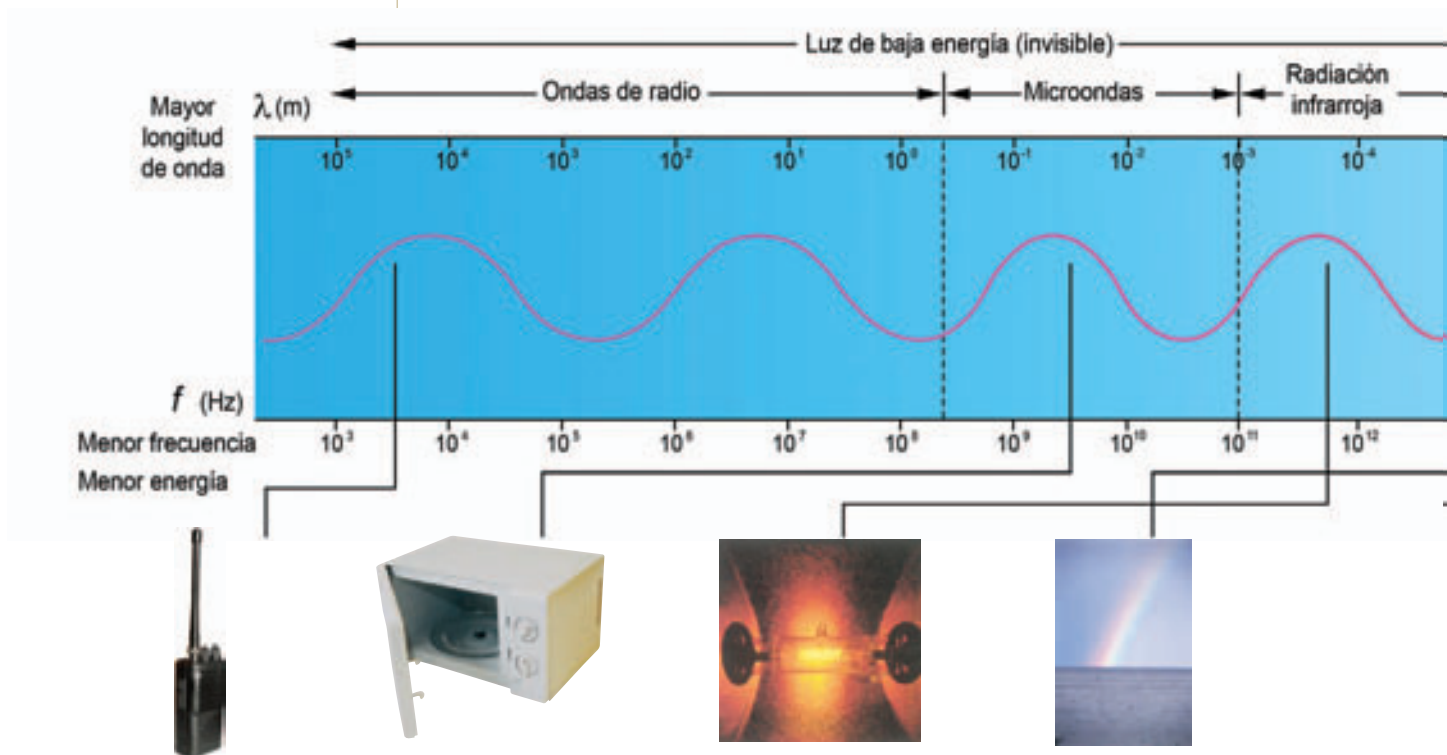 Luz de baja energía (invisible)
Ondas de radio
Microondas
Radiación
infrarroja
Mayor
longitud
de onda
λ (m)
10⁵ 10⁴ 10³ 10² 10¹ 10⁰ 10⁻¹ 10⁻² 10⁻³ 10⁻⁴
f (Hz)
Menor frecuencia
10³ 10⁴ 10⁵ 10⁶ 10⁷ 10⁸ 10⁹ 10¹⁰ 10¹¹ 10¹²
Menor energía